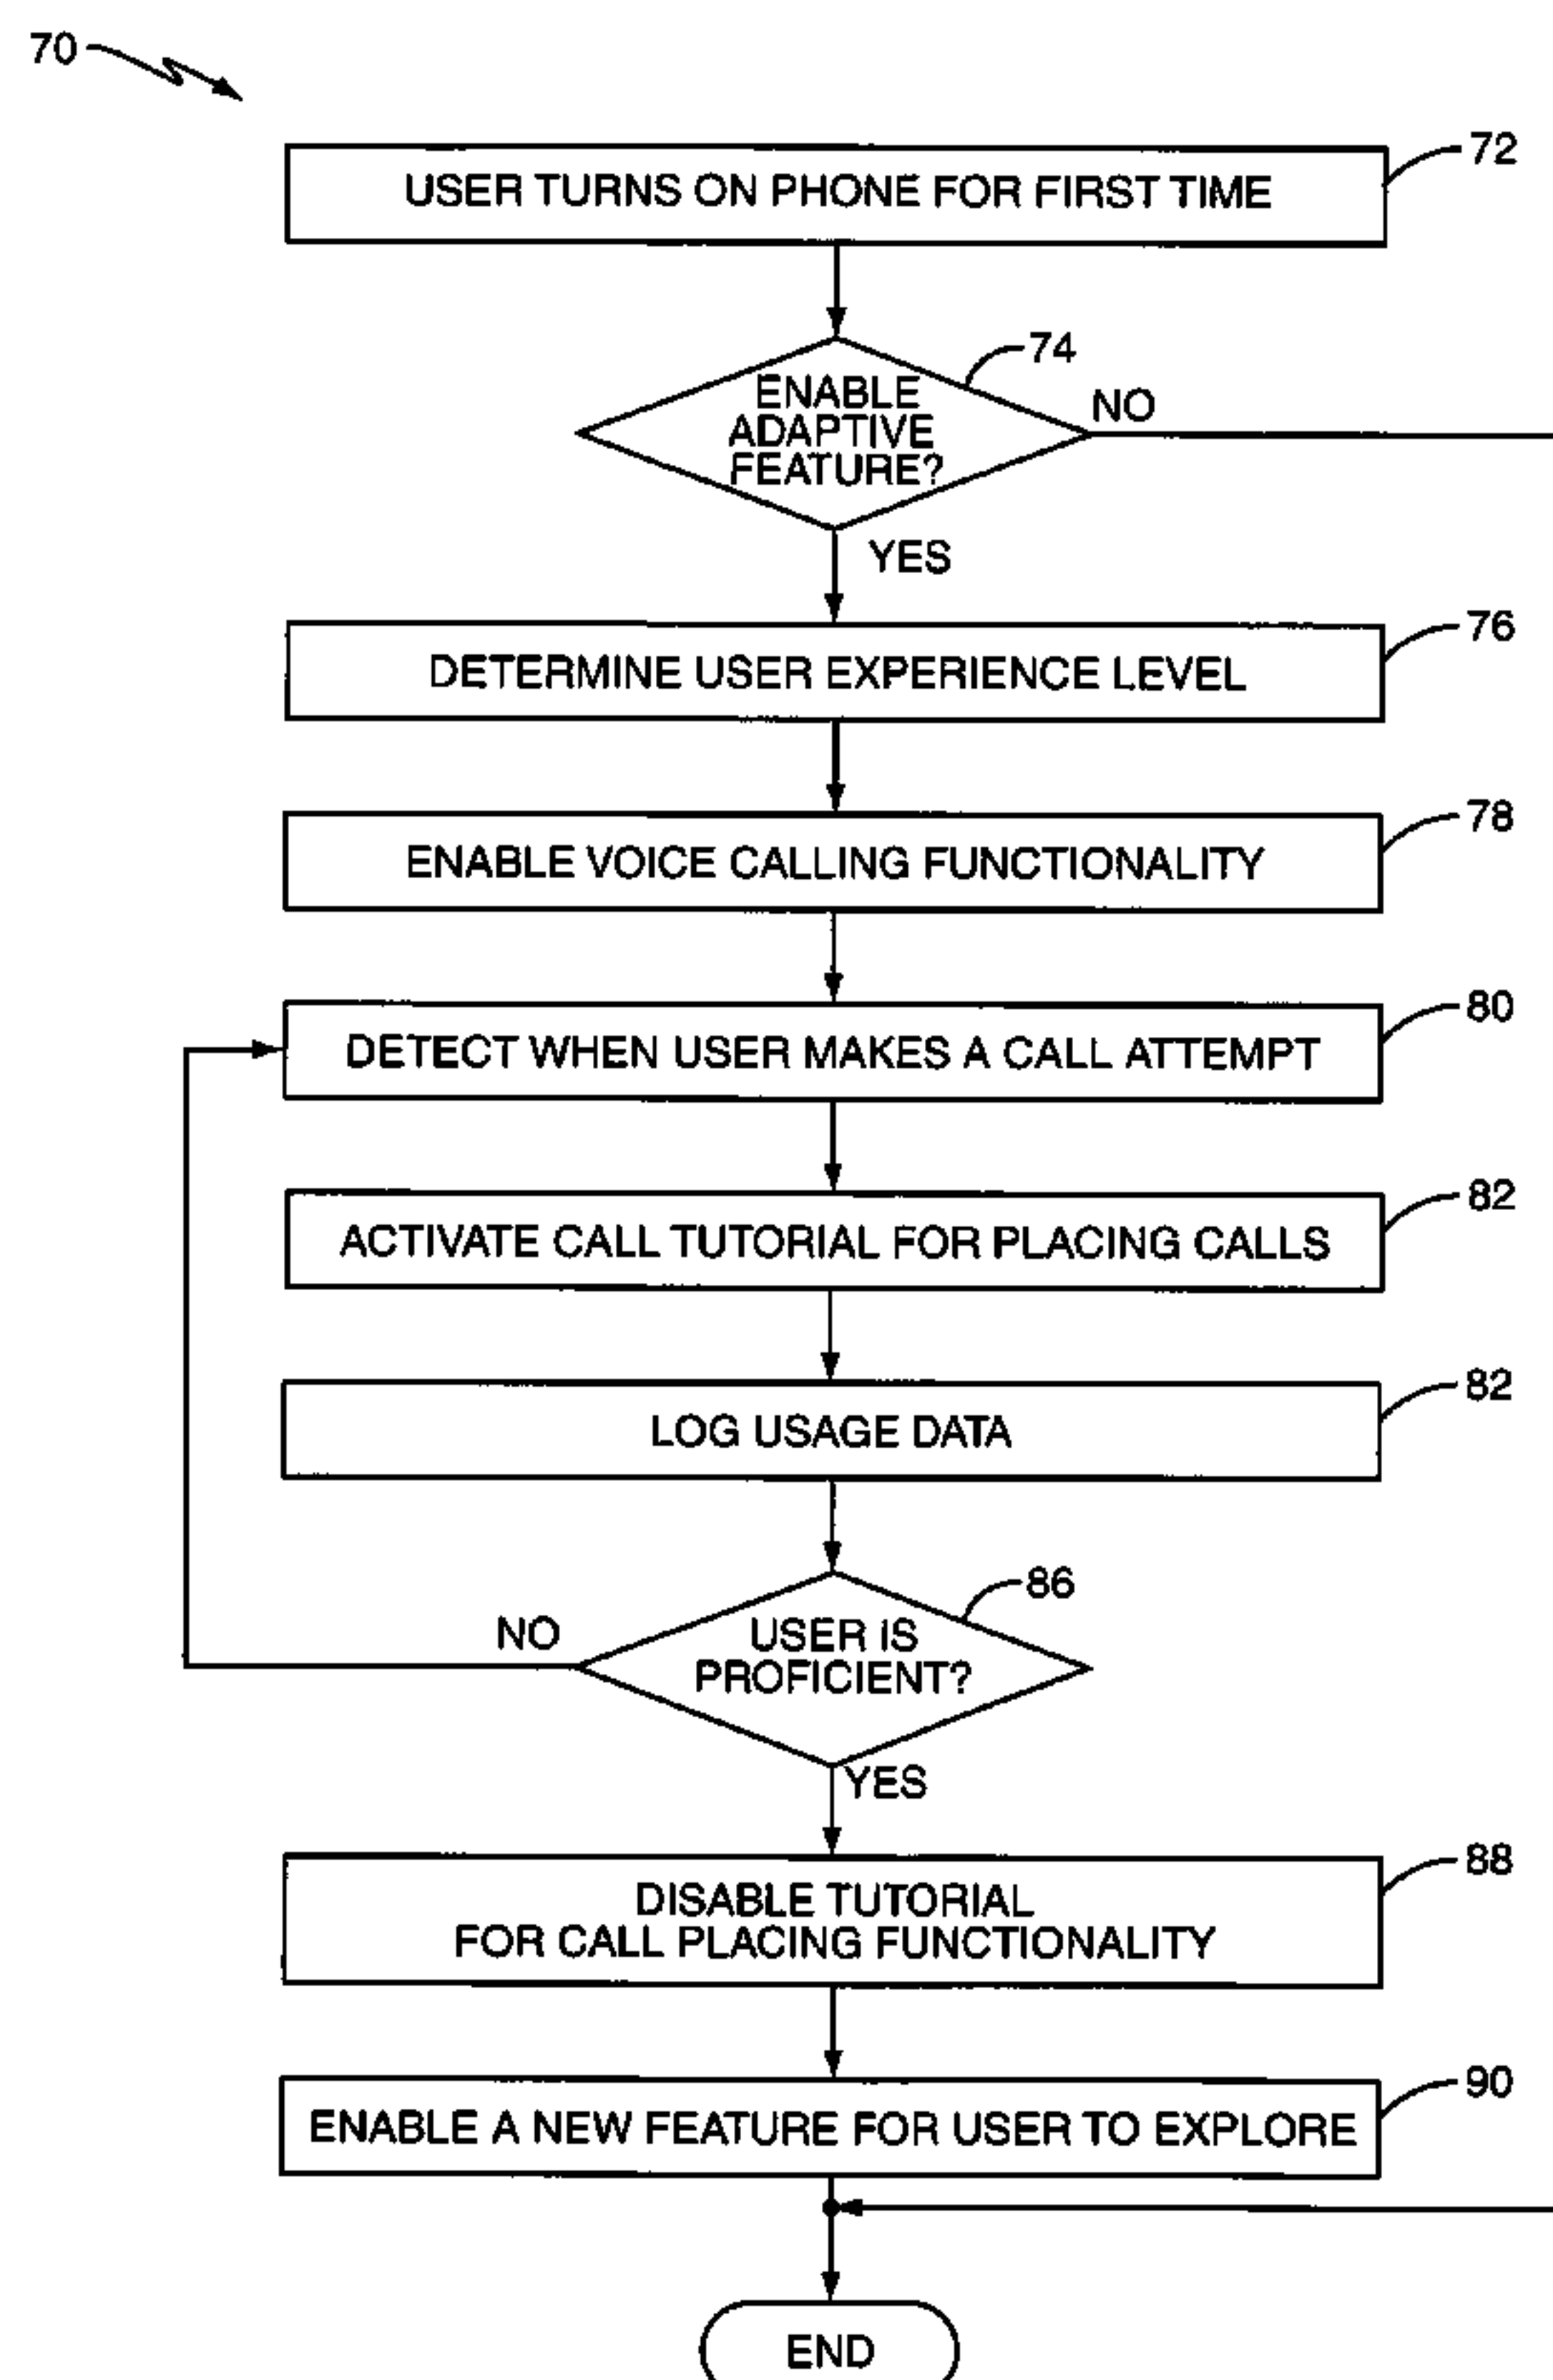 70
72
USER TURNS ON PHONE FOR FIRST TIME
74
ENABLE
ADAPTIVE
FEATURE?
NO
YES
76
DETERMINE USER EXPERIENCE LEVEL
78
ENABLE VOICE CALLING FUNCTIONALITY
80
DETECT WHEN USER MAKES A CALL ATTEMPT
82
ACTIVATE CALL TUTORIAL FOR PLACING CALLS
82
LOG USAGE DATA
86
USER IS
PROFICIENT?
NO
YES
88
DISABLE TUTORIAL
FOR CALL PLACING FUNCTIONALITY
90
ENABLE A NEW FEATURE FOR USER TO EXPLORE
END